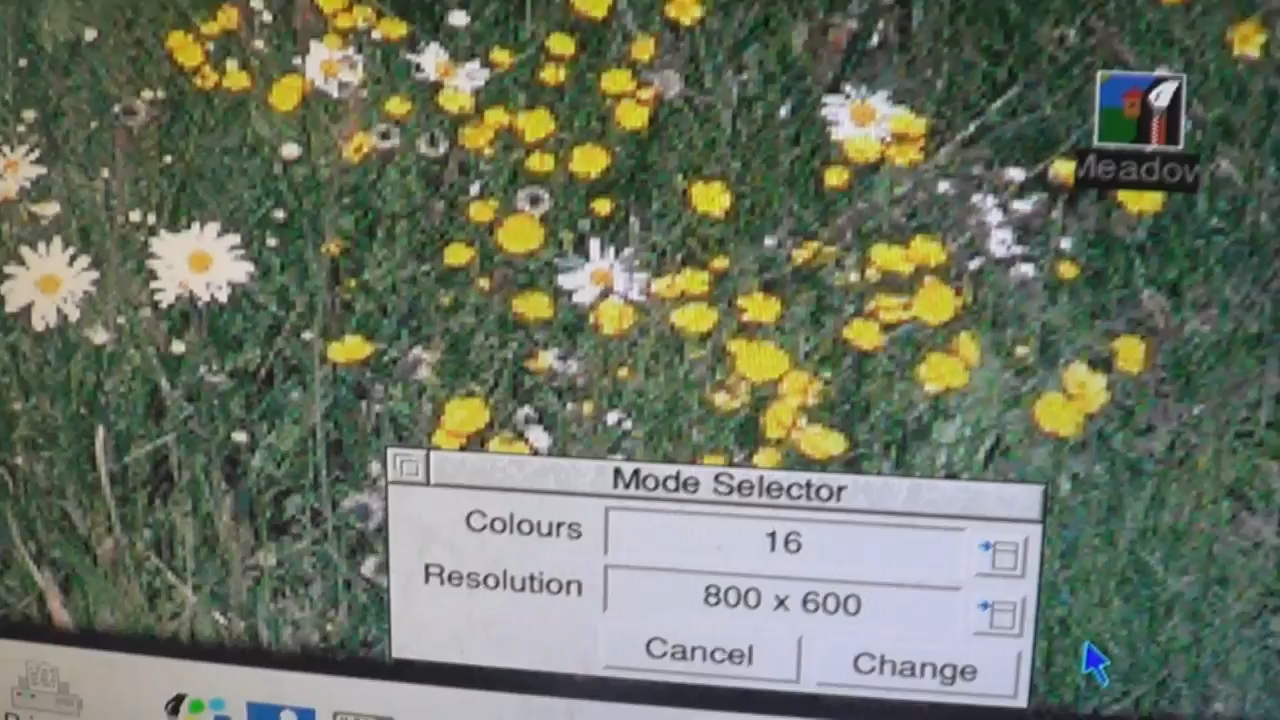 Meadow
Mode Selector
Colours
16
Resolution
800 x 600
Cancel
Change